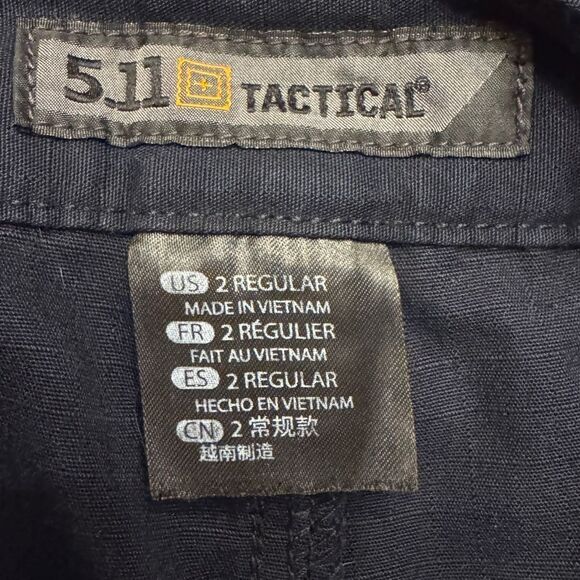 5.11 TACTICAL®
US 2 REGULAR
MADE IN VIETNAM
FR 2 RÉGULIER
FAIT AU VIETNAM
ES 2 REGULAR
HECHO EN VIETNAM
CN 2 常规款
越南制造